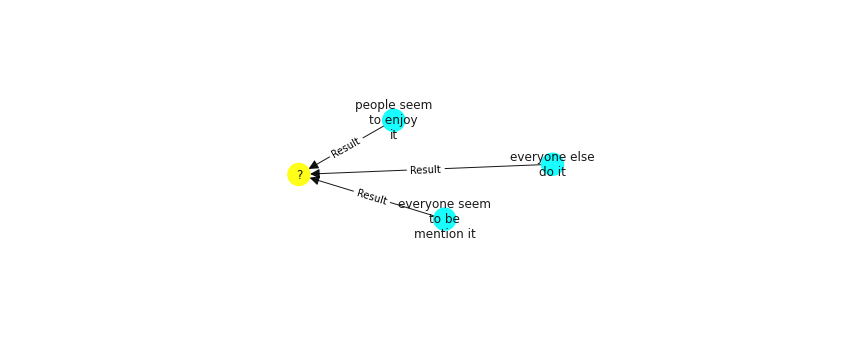 people seem
to enjoy
it
Result
everyone else
do it
Result
?
Result
everyone seem
to be
mention it